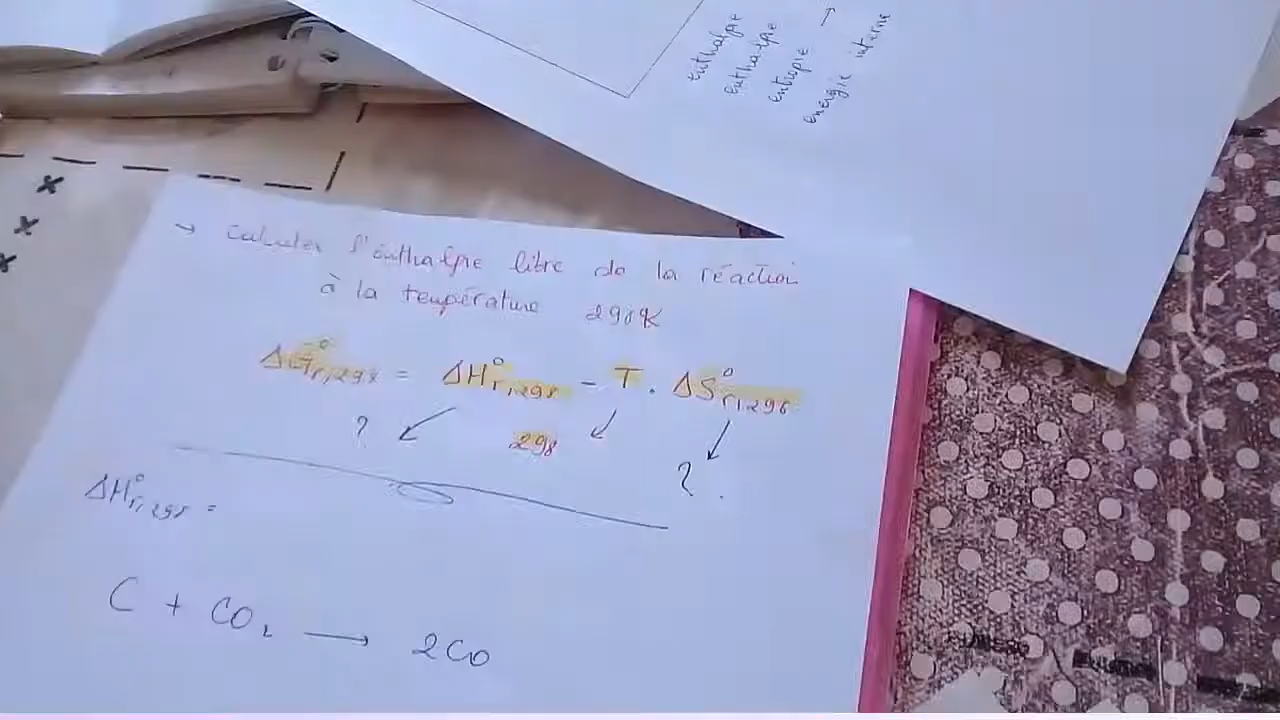 enthalpie
enthalpie
entropie →
énergie interne
→ Calculer l'enthalpie libre de la réaction
à la température 298K
ΔG°r,298 = ΔH°r,298 - T . ΔS°r,298
? 298 ? .
ΔH°r,298 =
C + CO₂ → 2CO